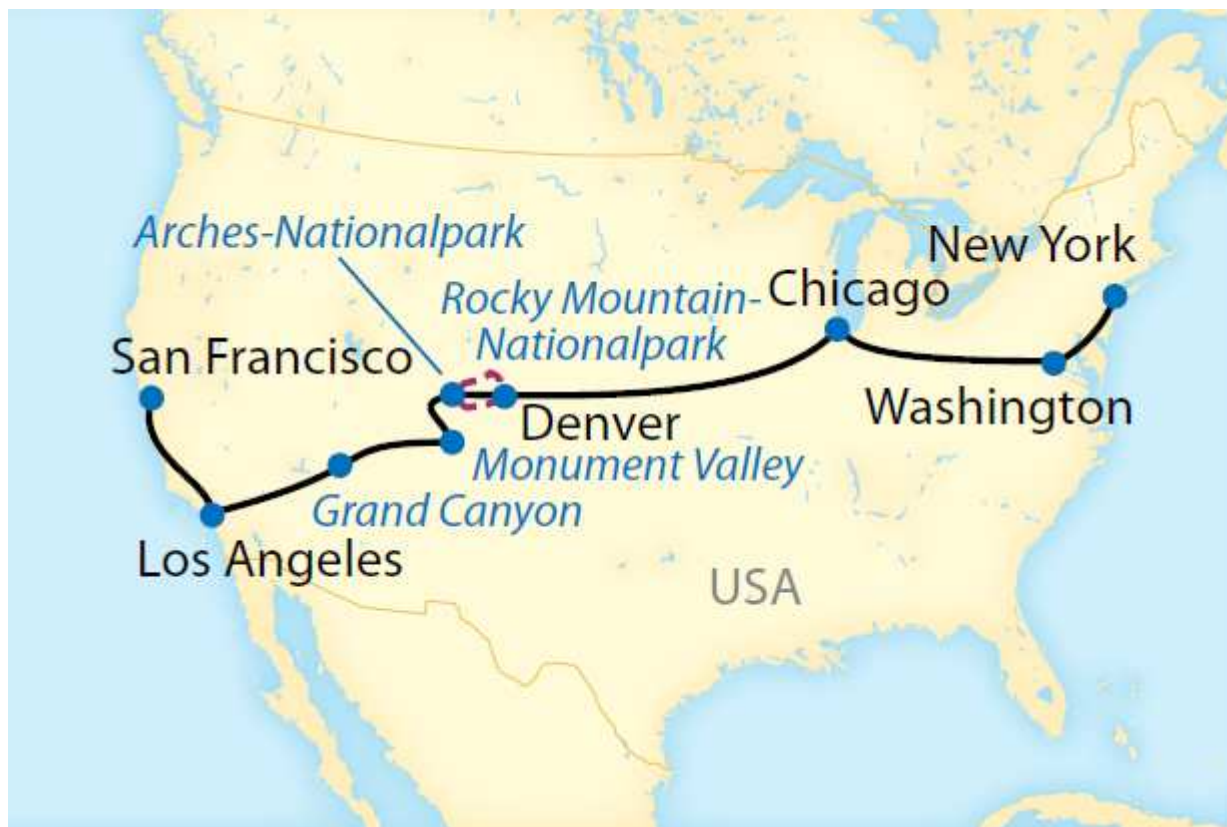 Arches-Nationalpark
New York
Rocky Mountain-
Nationalpark
Chicago
San Francisco
Denver
Washington
Monument Valley
Grand Canyon
Los Angeles
USA